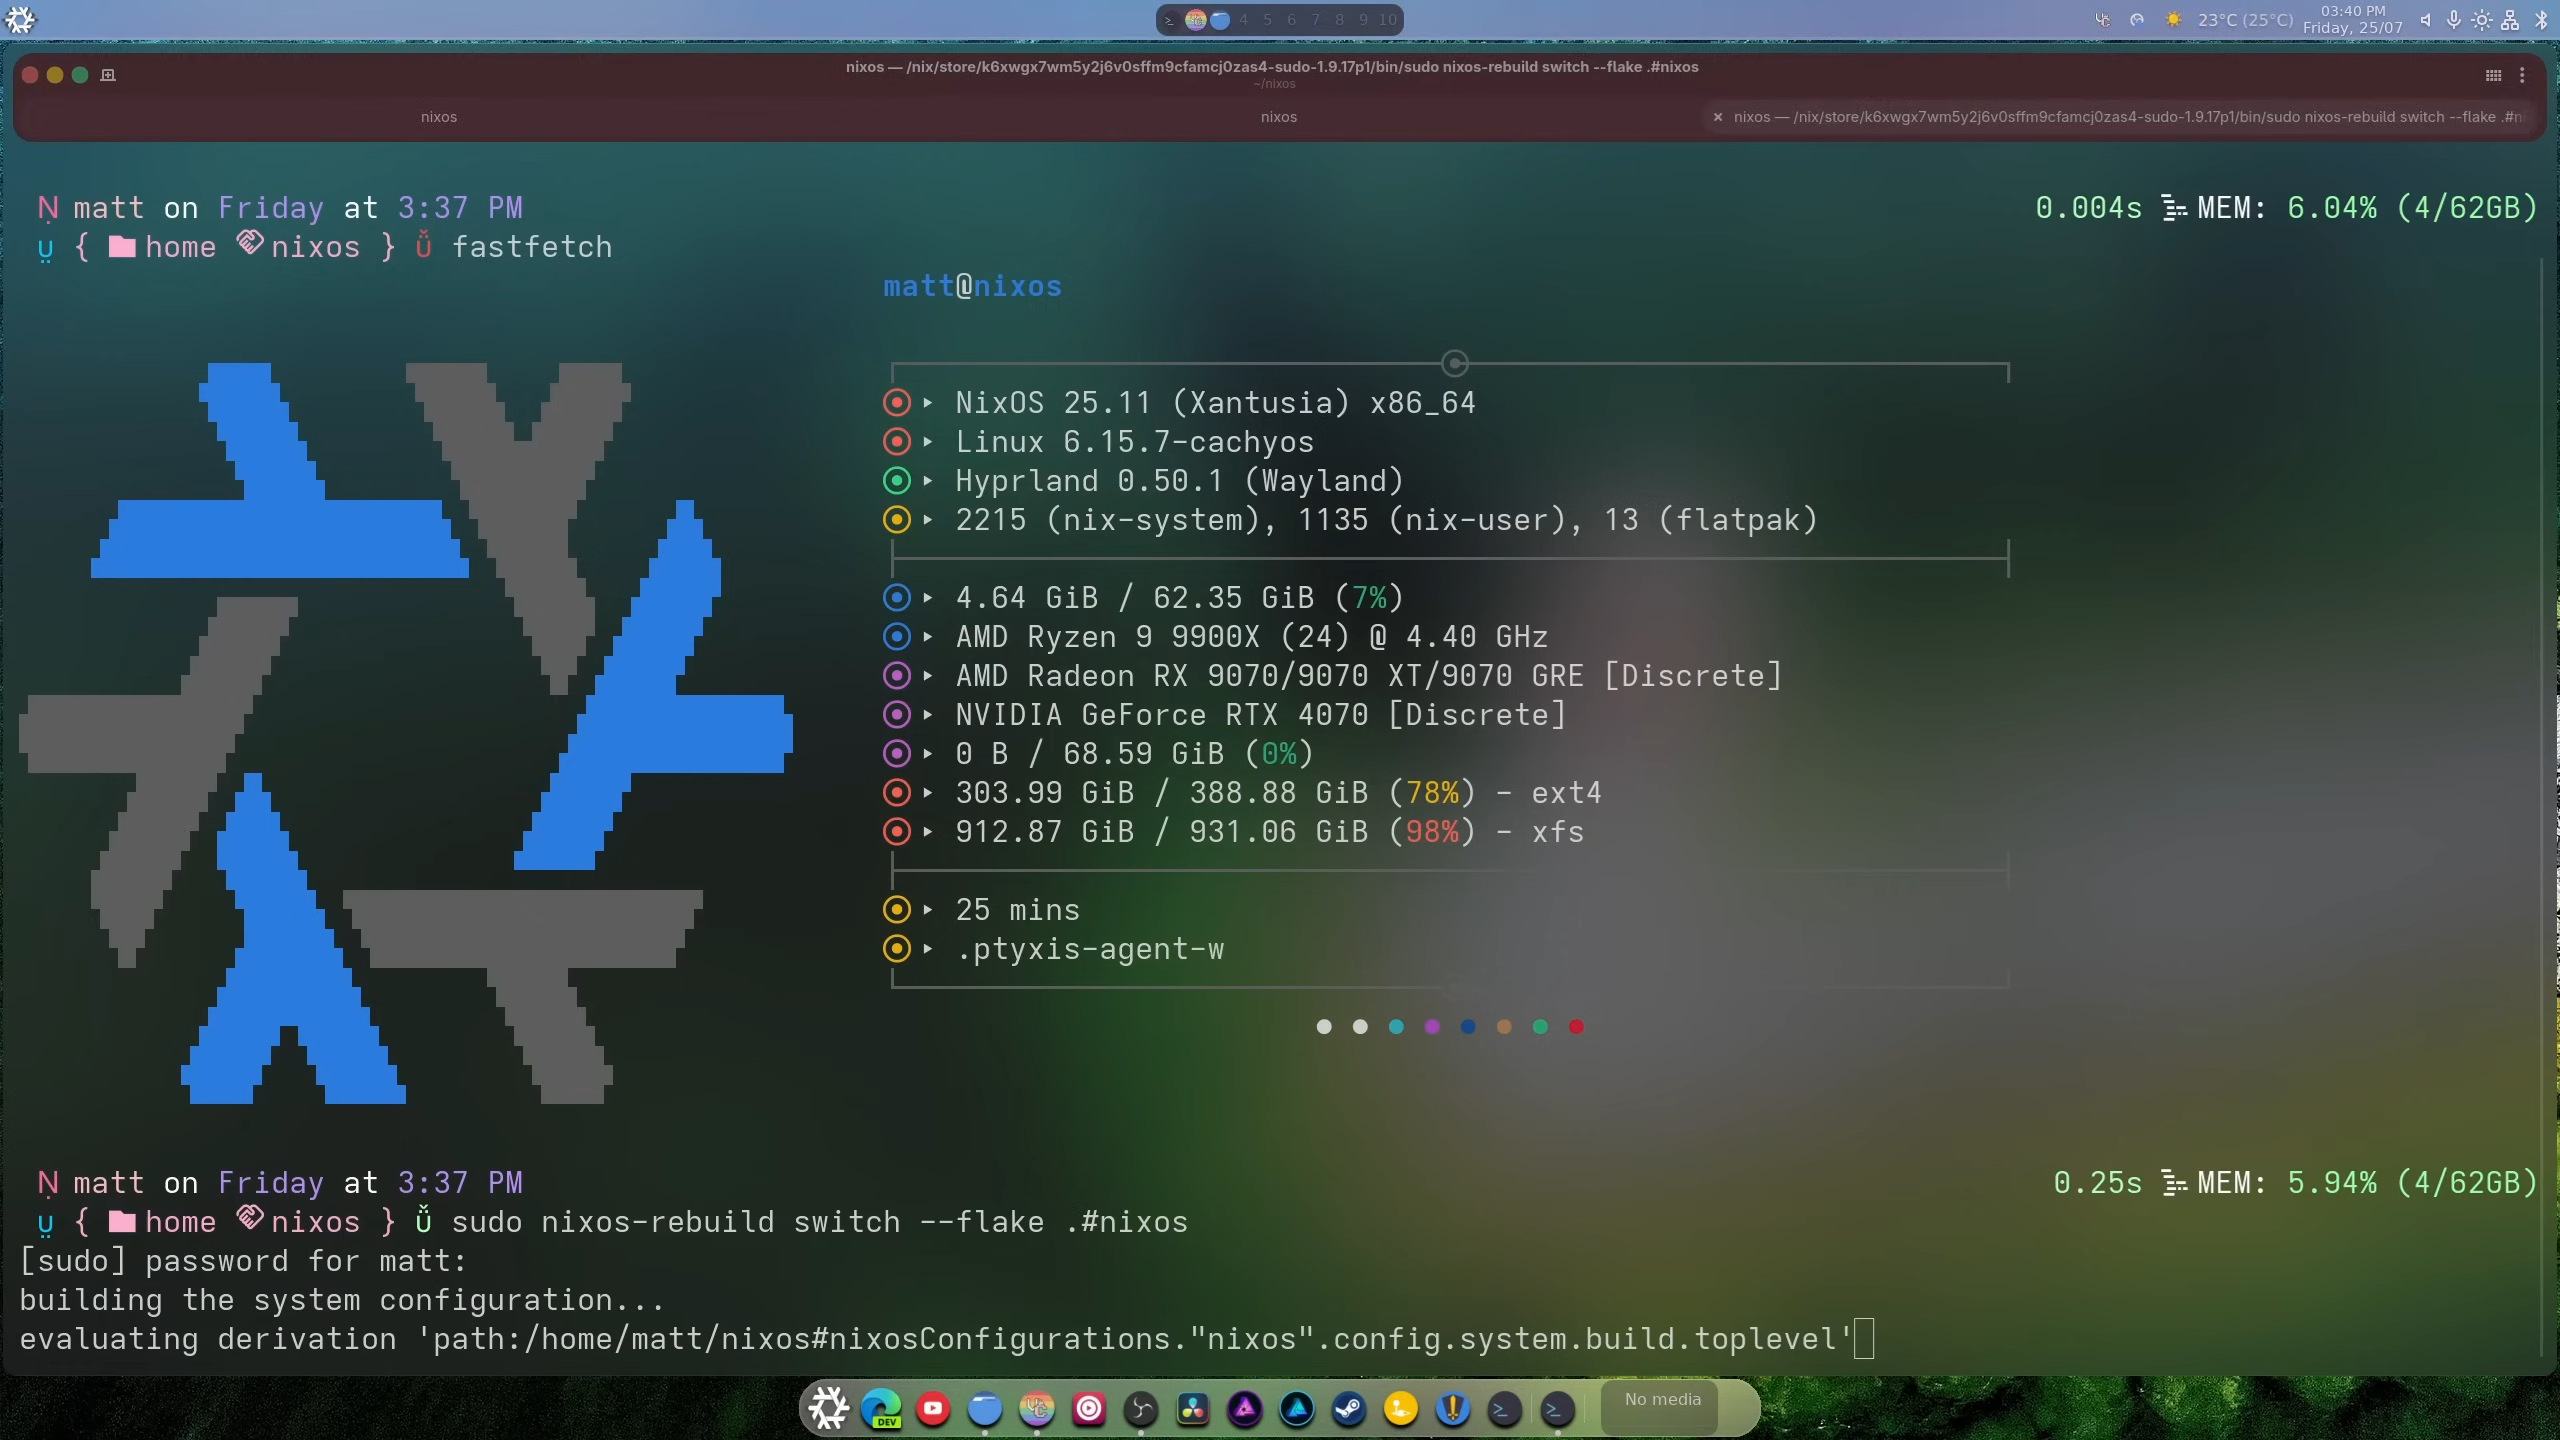 4 5 6 7 8 9 10
23°C (25°C)
03:40 PM
Friday, 25/07
nixos — /nix/store/k6xwgx7wm5y2j6v0sffm9cfamcj0zas4-sudo-1.9.17p1/bin/sudo nixos-rebuild switch --flake .#nixos
~/nixos
nixos
nixos
nixos — /nix/store/k6xwgx7wm5y2j6v0sffm9cfamcj0zas4-sudo-1.9.17p1/bin/sudo nixos-rebuild switch --flake .#n
matt on Friday at 3:37 PM
0.004s MEM: 6.04% (4/62GB)
{ home nixos } fastfetch
matt@nixos
NixOS 25.11 (Xantusia) x86_64
Linux 6.15.7-cachyos
Hyprland 0.50.1 (Wayland)
2215 (nix-system), 1135 (nix-user), 13 (flatpak)
4.64 GiB / 62.35 GiB (7%)
AMD Ryzen 9 9900X (24) @ 4.40 GHz
AMD Radeon RX 9070/9070 XT/9070 GRE [Discrete]
NVIDIA GeForce RTX 4070 [Discrete]
0 B / 68.59 GiB (0%)
303.99 GiB / 388.88 GiB (78%) - ext4
912.87 GiB / 931.06 GiB (98%) - xfs
25 mins
.ptyxis-agent-w
matt on Friday at 3:37 PM
0.25s MEM: 5.94% (4/62GB)
{ home nixos } sudo nixos-rebuild switch --flake .#nixos
[sudo] password for matt:
building the system configuration...
evaluating derivation 'path:/home/matt/nixos#nixosConfigurations."nixos".config.system.build.toplevel'
DEV
No media